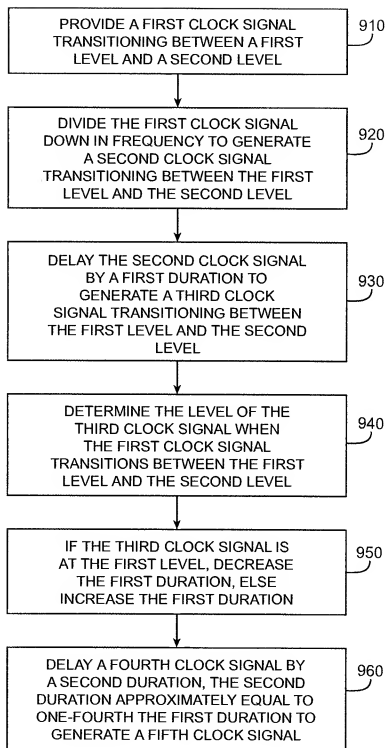 PROVIDE A FIRST CLOCK SIGNAL
TRANSITIONING BETWEEN A FIRST
LEVEL AND A SECOND LEVEL
910
DIVIDE THE FIRST CLOCK SIGNAL
DOWN IN FREQUENCY TO GENERATE
A SECOND CLOCK SIGNAL
TRANSITIONING BETWEEN THE FIRST
LEVEL AND THE SECOND LEVEL
920
DELAY THE SECOND CLOCK SIGNAL
BY A FIRST DURATION TO
GENERATE A THIRD CLOCK
SIGNAL TRANSITIONING BETWEEN
THE FIRST LEVEL AND THE SECOND
LEVEL
930
DETERMINE THE LEVEL OF THE
THIRD CLOCK SIGNAL WHEN
THE FIRST CLOCK SIGNAL
TRANSITIONS BETWEEN THE FIRST
LEVEL AND THE SECOND LEVEL
940
IF THE THIRD CLOCK SIGNAL IS
AT THE FIRST LEVEL, DECREASE
THE FIRST DURATION, ELSE
INCREASE THE FIRST DURATION
950
DELAY A FOURTH CLOCK SIGNAL BY
A SECOND DURATION, THE SECOND
DURATION APPROXIMATELY EQUAL TO
ONE-FOURTH THE FIRST DURATION TO
GENERATE A FIFTH CLOCK SIGNAL
960